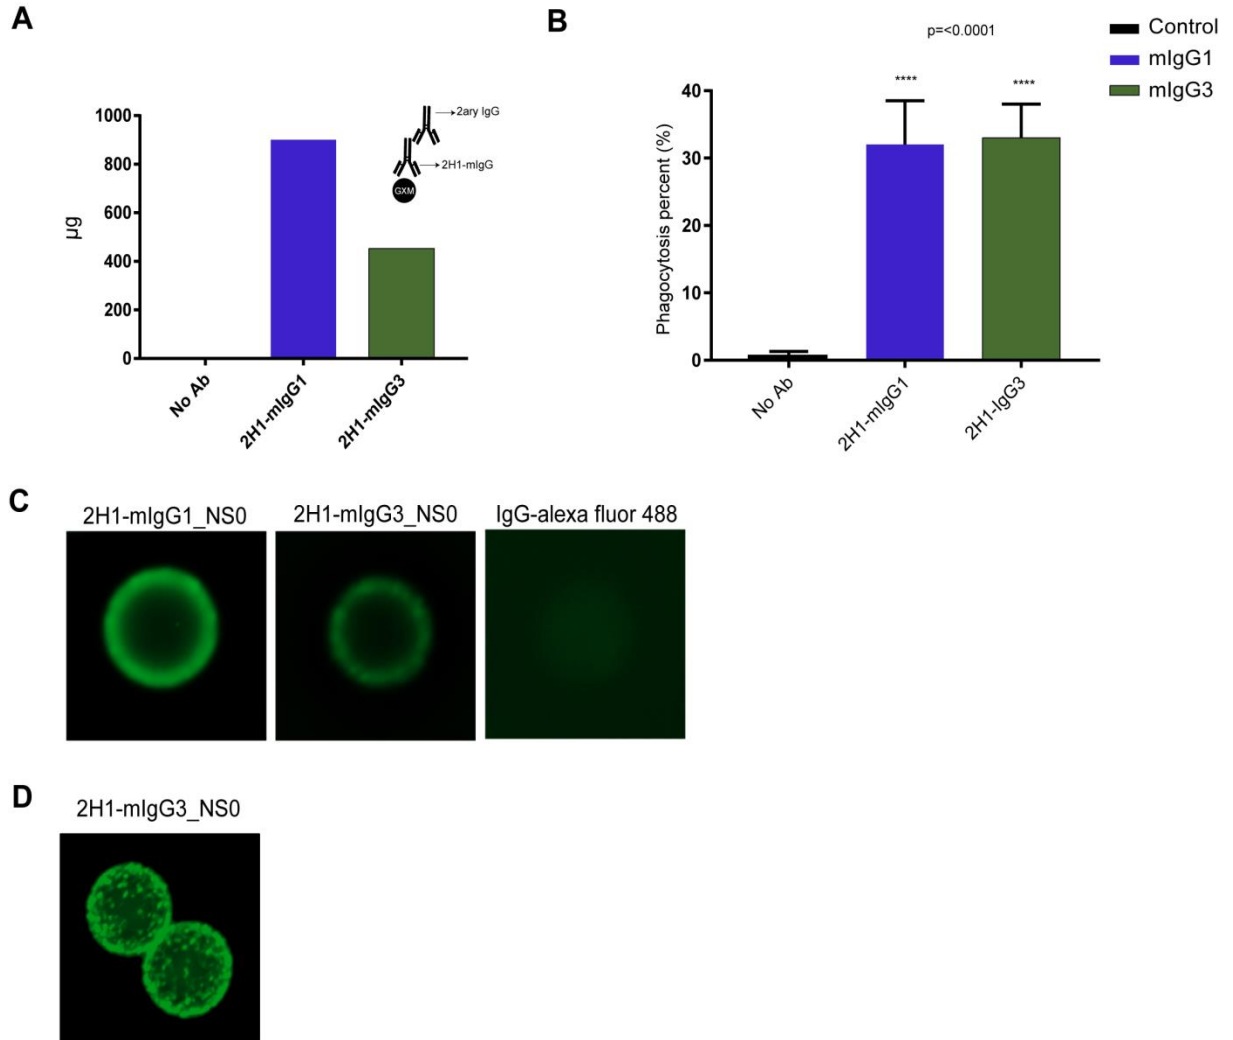 A
1000
800
600
400
200
0
µg
No Ab
2H1-mIgG1
2H1-mIgG3
2ary IgG
2H1-mIgG
GXM
B
p=<0.0001
Control
mIgG1
mIgG3
****
****
40
30
20
10
0
Phagocytosis percent (%)
No Ab
2H1-mIgG1
2H1-IgG3
C
2H1-mIgG1_NS0
2H1-mIgG3_NS0
IgG-alexa fluor 488
D
2H1-mIgG3_NS0